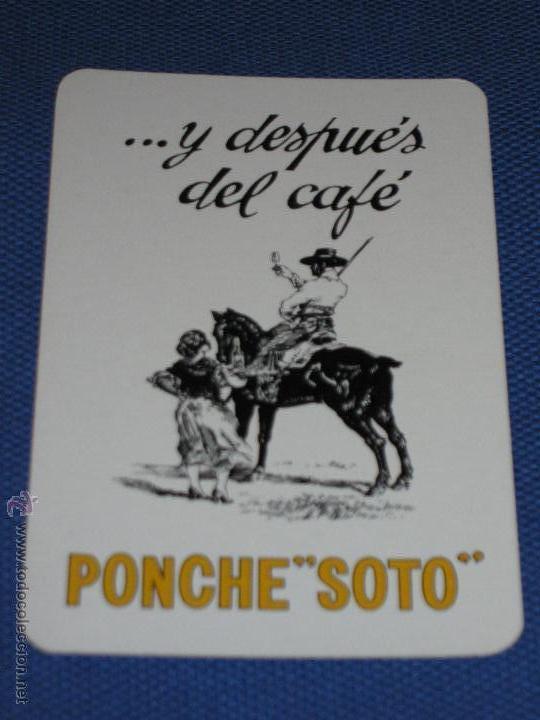 ...y después
del café
PONCHE "SOTO"
www.todocoleccion.net